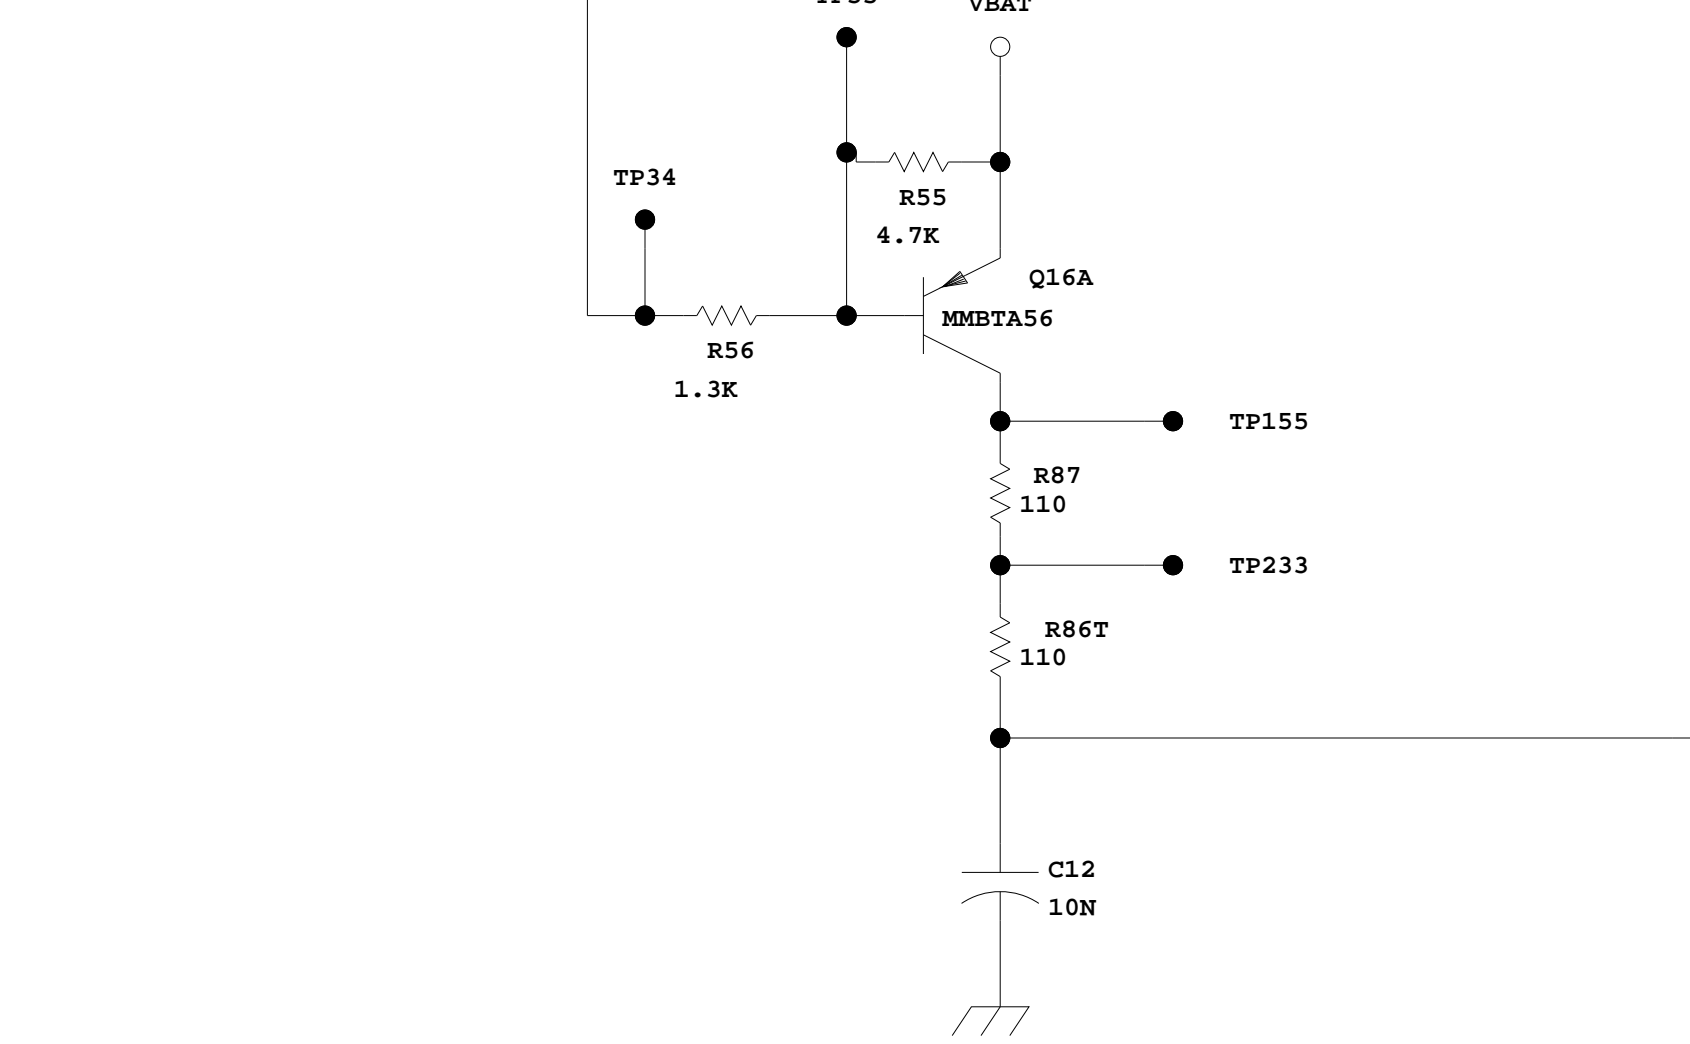 VBAT
TP34
R55
4.7K
Q16A
MMBTA56
R56
1.3K
TP155
R87
110
TP233
R86T
110
C12
10N